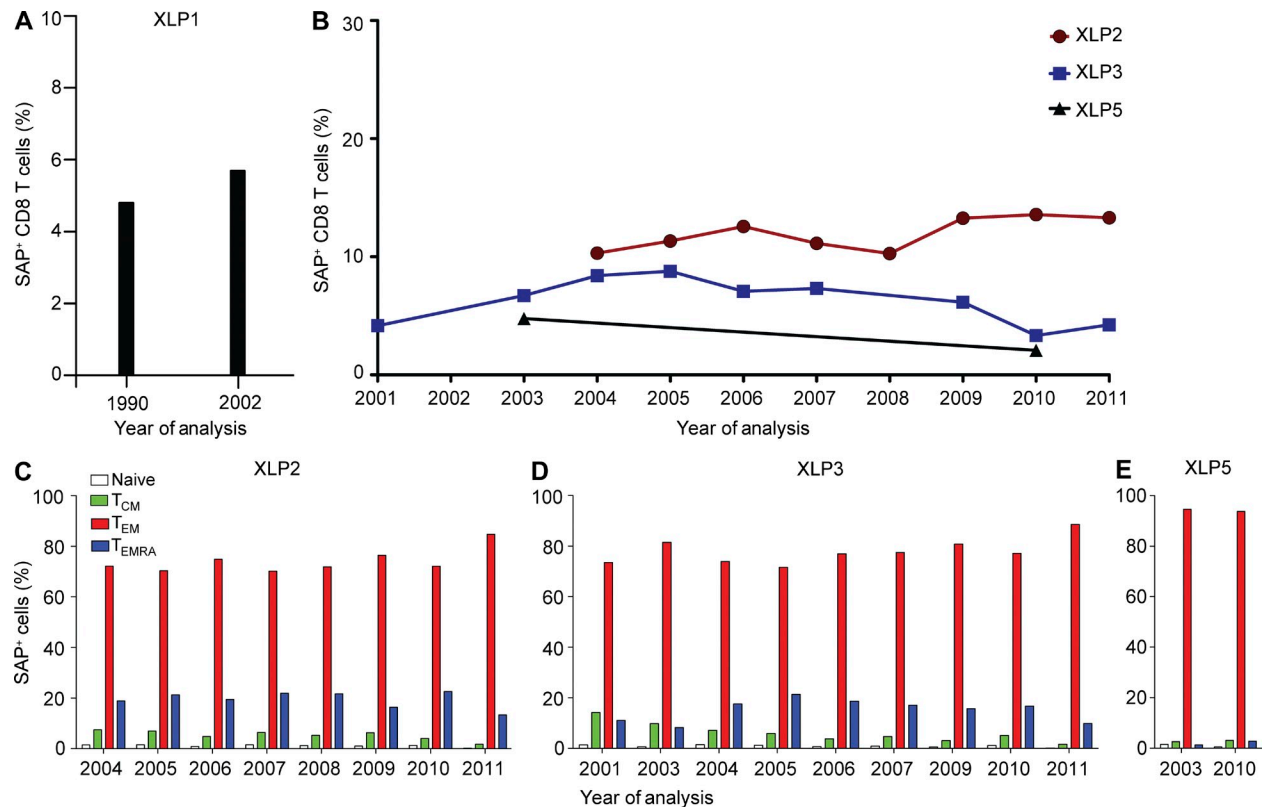 A
XLP1
SAP⁺ CD8 T cells (%)
10
8
6
4
2
0
1990 2002
Year of analysis
B
XLP2
XLP3
XLP5
SAP⁺ CD8 T cells (%)
30
20
10
0
2001 2002 2003 2004 2005 2006 2007 2008 2009 2010 2011
Year of analysis
C
XLP2
Naive
T_CM
T_EM
T_EMRA
SAP⁺ cells (%)
100
80
60
40
20
0
2004 2005 2006 2007 2008 2009 2010 2011
D
XLP3
100
80
60
40
20
0
2001 2003 2004 2005 2006 2007 2009 2010 2011
Year of analysis
E
XLP5
100
80
60
40
20
0
2003 2010